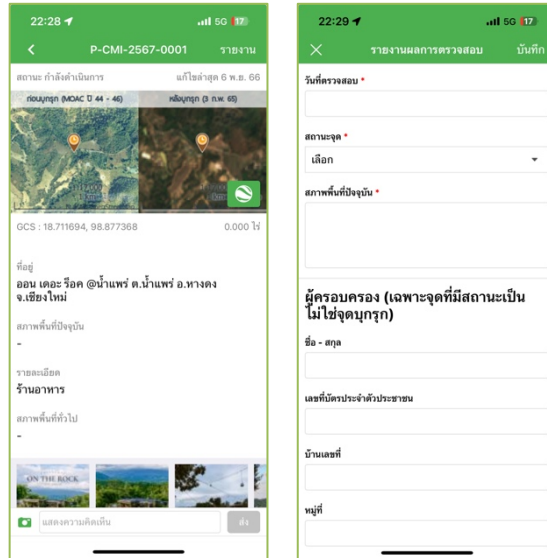 22:28
5G 17
P-CMI-2567-0001
รายงาน
สถานะ กำลังดำเนินการ
แก้ไขล่าสุด 6 พ.ย. 66
ก่อนบุกรุก (MOAC ปี 44 - 46)
หลังบุกรุก (3 ก.พ. 65)
GCS : 18.711694, 98.877368
0.000 ไร่
ที่อยู่
ออน เดอะ ร็อค @น้ำแพร่ ต.น้ำแพร่ อ.หางดง
จ.เชียงใหม่
สภาพพื้นที่ปัจจุบัน
-
รายละเอียด
ร้านอาหาร
สภาพพื้นที่ทั่วไป
-
ON THE ROCK
แสดงความคิดเห็น
ส่ง
22:29
5G 17
รายงานผลการตรวจสอบ
บันทึก
วันที่ตรวจสอบ *
สถานะจุด *
เลือก
สภาพพื้นที่ปัจจุบัน *
ผู้ครอบครอง (เฉพาะจุดที่มีสถานะเป็น
ไม่ใช่จุดบุกรุก)
ชื่อ - สกุล
เลขที่บัตรประจำตัวประชาชน
บ้านเลขที่
หมู่ที่